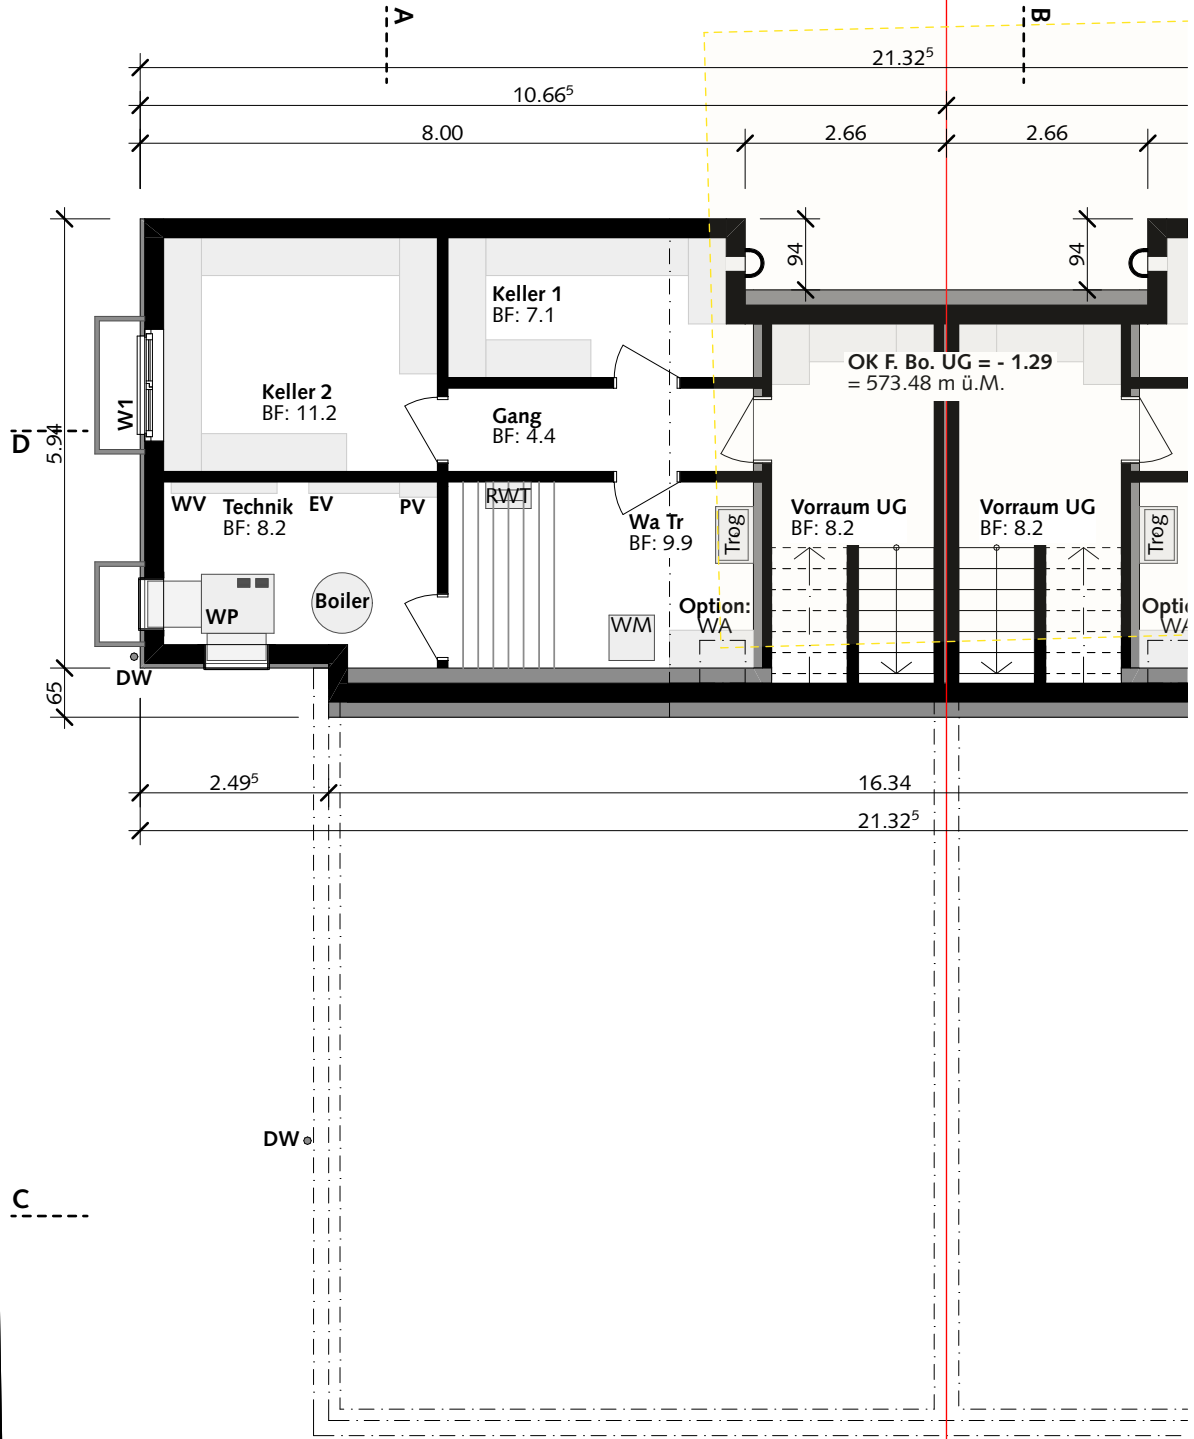 A
B
21.32⁵
10.66⁵
8.00
2.66
2.66
94
94
Keller 1
BF: 7.1
OK F. Bo. UG = - 1.29
= 573.48 m ü.M.
Keller 2
BF: 11.2
W1
Gang
BF: 4.4
D
5.94
WV
Technik
BF: 8.2
EV
PV
RWT
Wa Tr
BF: 9.9
Trog
Vorraum UG
BF: 8.2
Vorraum UG
BF: 8.2
Trog
WP
Boiler
WM
Option:
WA
Optio
WA
DW
65
2.49⁵
16.34
21.32⁵
DW
C